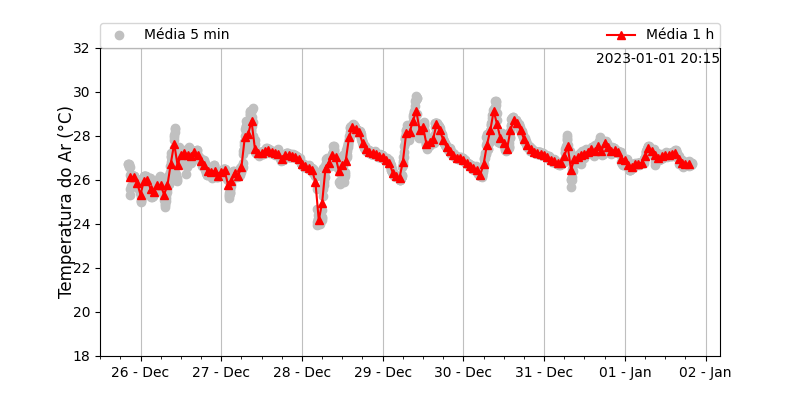 Média 5 min
Média 1 h
2023-01-01 20:15
Temperatura do Ar (°C)
32
30
28
26
24
22
20
18
26 - Dec
27 - Dec
28 - Dec
29 - Dec
30 - Dec
31 - Dec
01 - Jan
02 - Jan